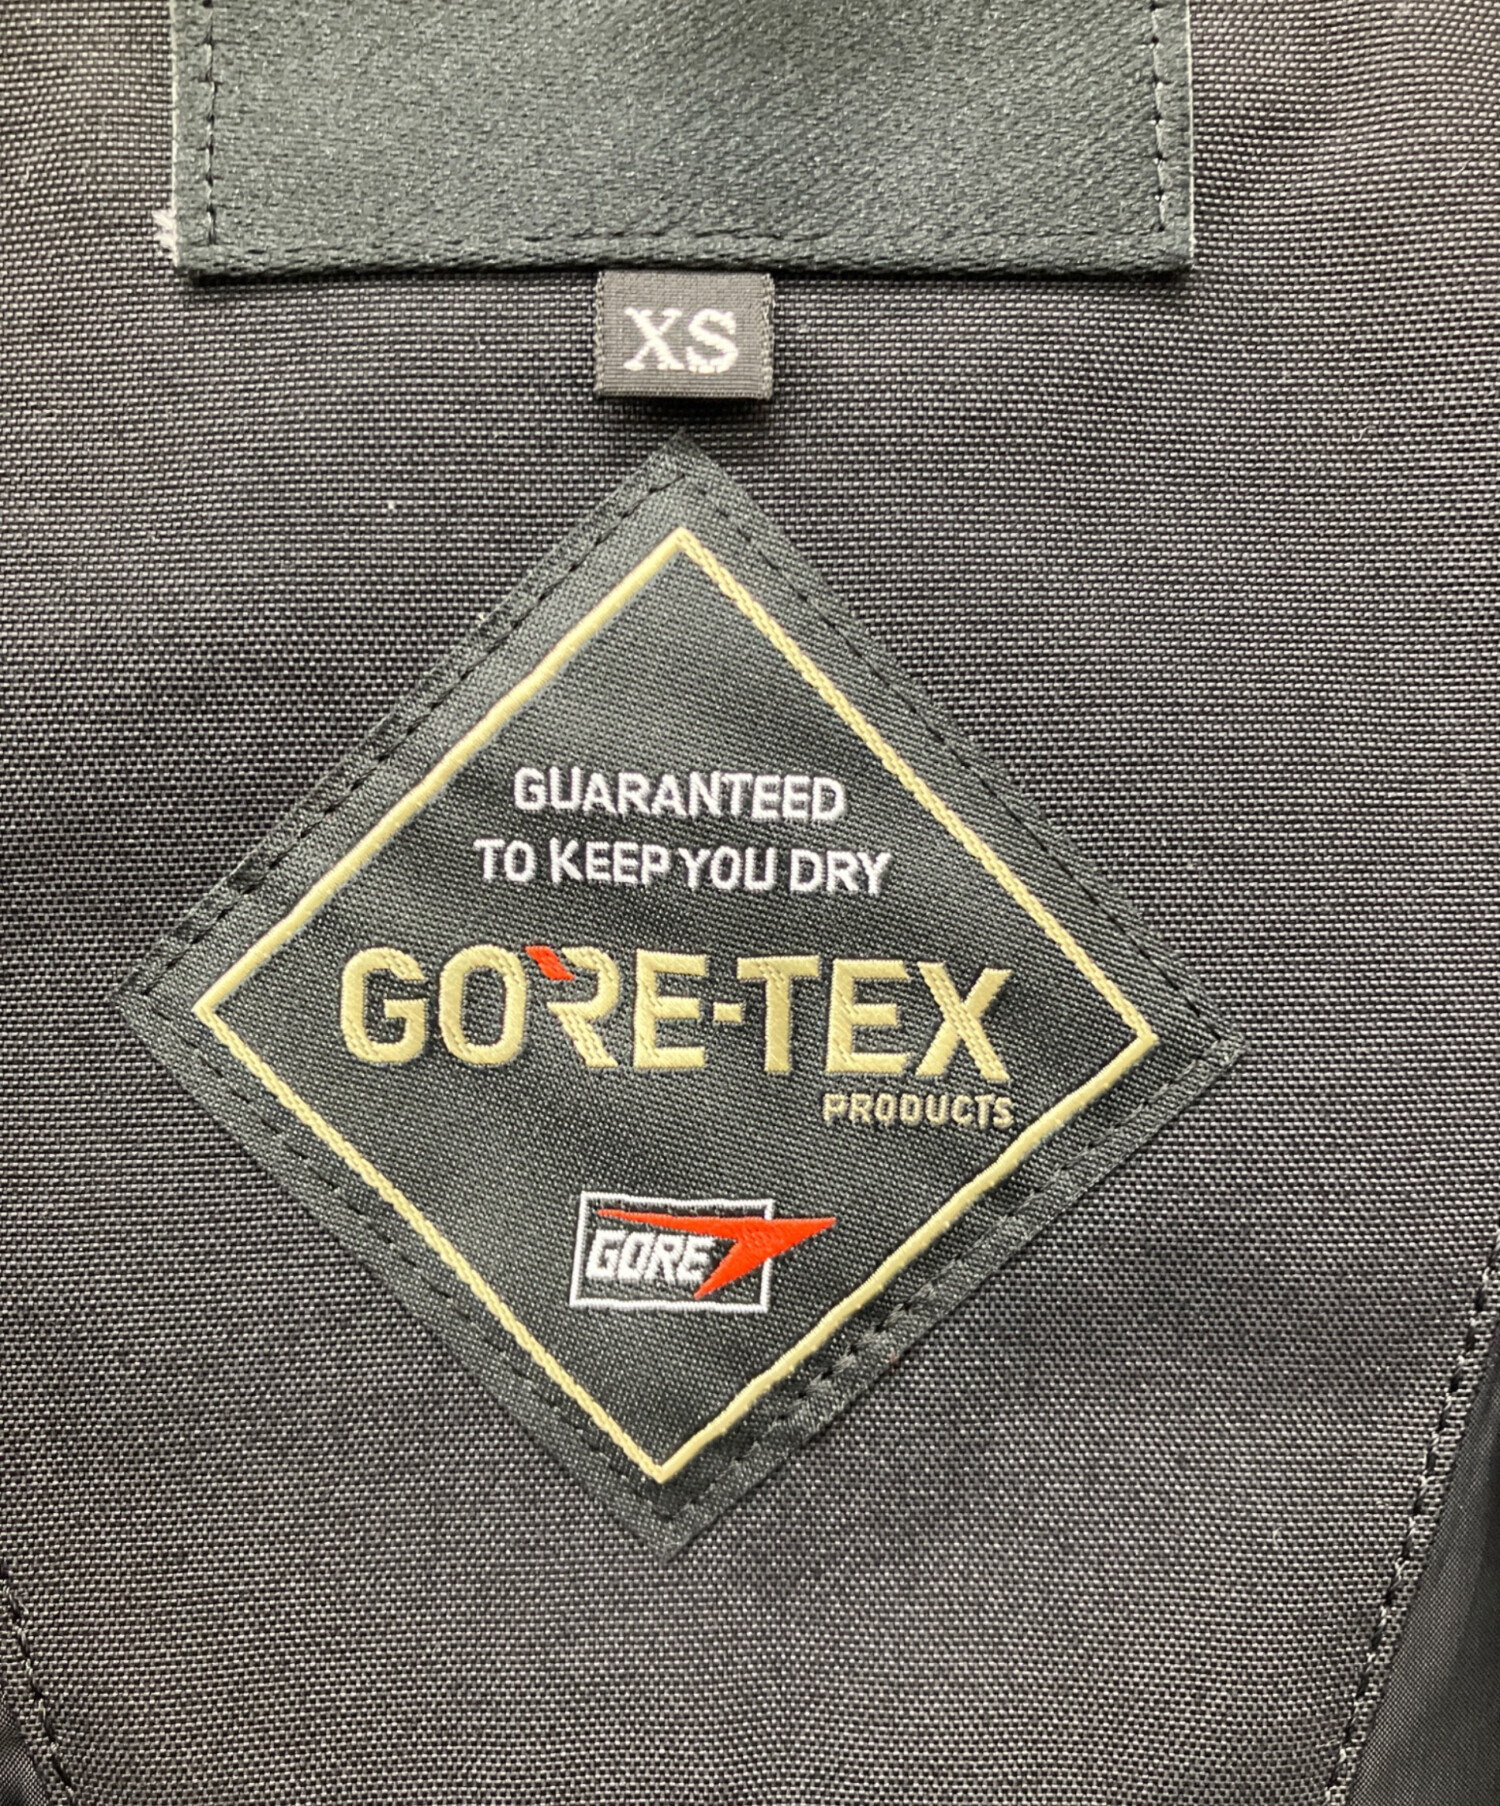 XS
GUARANTEED
TO KEEP YOU DRY
GORE-TEX
PRODUCTS
GORE